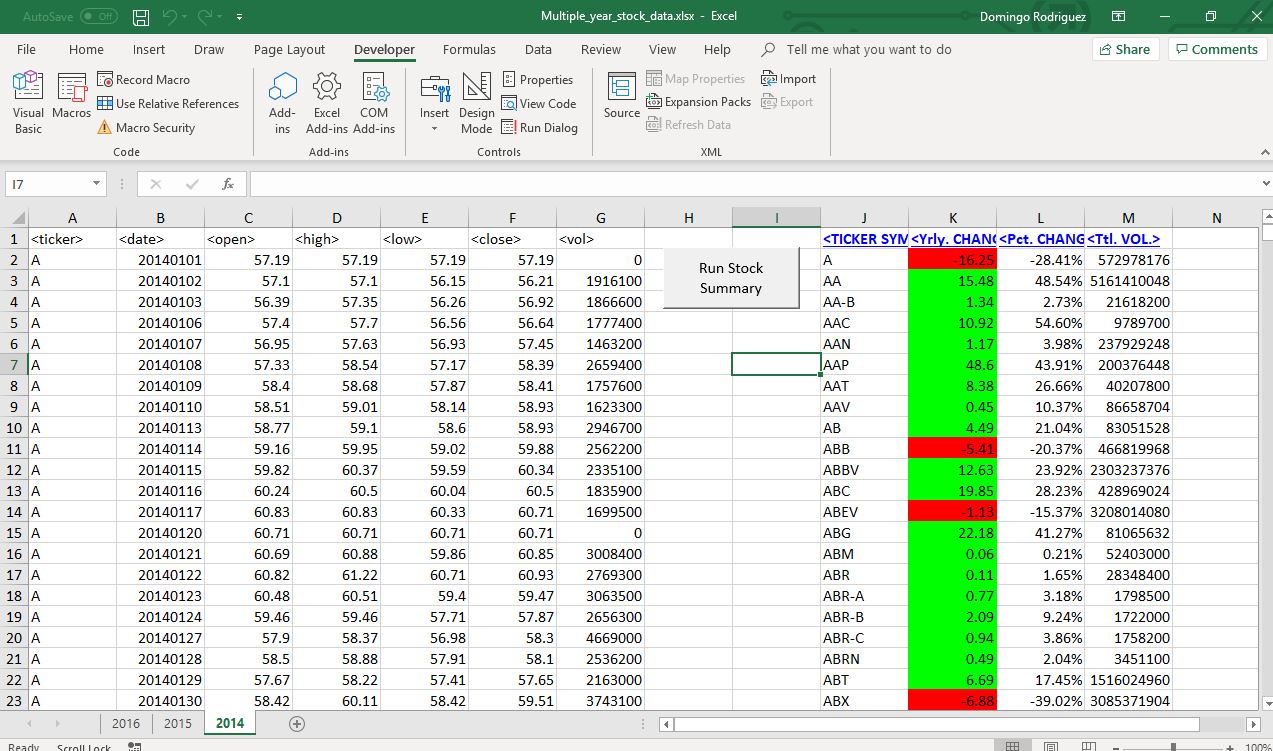 AutoSave Off Multiple_year_stock_data.xlsx - Excel Domingo Rodriguez
File Home Insert Draw Page Layout Developer Formulas Data Review View Help Tell me what you want to do Share Comments
Visual Basic
Macros
Record Macro
Use Relative References
Macro Security
Code
Add-ins
Excel Add-ins
COM Add-ins
Add-ins
Insert
Design Mode
Properties
View Code
Run Dialog
Controls
Source
Map Properties
Expansion Packs
Refresh Data
Import
Export
XML
I7 fx
A B C D E F G H I J K L M N
1 <ticker> <date> <open> <high> <low> <close> <vol> <TICKER SYM <Yrly. CHANG <Pct. CHANG <Ttl. VOL.>
2 A 20140101 57.19 57.19 57.19 57.19 0 A -16.25 -28.41% 572978176
3 A 20140102 57.1 57.1 56.15 56.21 1916100 AA 15.48 48.54% 5161410048
4 A 20140103 56.39 57.35 56.26 56.92 1866600 AA-B 1.34 2.73% 21618200
5 A 20140106 57.4 57.7 56.56 56.64 1777400 AAC 10.92 54.60% 9789700
6 A 20140107 56.95 57.63 56.93 57.45 1463200 AAN 1.17 3.98% 237929248
7 A 20140108 57.33 58.54 57.17 58.39 2659400 AAP 48.6 43.91% 200376448
8 A 20140109 58.4 58.68 57.87 58.41 1757600 AAT 8.38 26.66% 40207800
9 A 20140110 58.51 59.01 58.14 58.93 1623300 AAV 0.45 10.37% 86658704
10 A 20140113 58.77 59.1 58.6 58.93 2946700 AB 4.49 21.04% 83051528
11 A 20140114 59.16 59.95 59.02 59.88 2562200 ABB -5.41 -20.37% 466819968
12 A 20140115 59.82 60.37 59.59 60.34 2335100 ABBV 12.63 23.92% 2303237376
13 A 20140116 60.24 60.5 60.04 60.5 1835900 ABC 19.85 28.23% 428969024
14 A 20140117 60.83 60.83 60.33 60.71 1699500 ABEV -1.13 -15.37% 3208014080
15 A 20140120 60.71 60.71 60.71 60.71 0 ABG 22.18 41.27% 81065632
16 A 20140121 60.69 60.88 59.86 60.85 3008400 ABM 0.06 0.21% 52403000
17 A 20140122 60.82 61.22 60.71 60.93 2769300 ABR 0.11 1.65% 28348400
18 A 20140123 60.48 60.51 59.4 59.47 3063500 ABR-A 0.77 3.18% 1798500
19 A 20140124 59.46 59.46 57.71 57.87 2656300 ABR-B 2.09 9.24% 1722000
20 A 20140127 57.9 58.37 56.98 58.3 4669000 ABR-C 0.94 3.86% 1758200
21 A 20140128 58.5 58.88 57.91 58.1 2536200 ABRN 0.49 2.04% 3451100
22 A 20140129 57.67 58.22 57.41 57.65 2163000 ABT 6.69 17.45% 1516024960
23 A 20140130 58.42 60.11 58.42 59.51 3743100 ABX -6.88 -39.02% 3085371904
Run Stock
Summary
2016 2015 2014
Ready Scroll Lock 100%